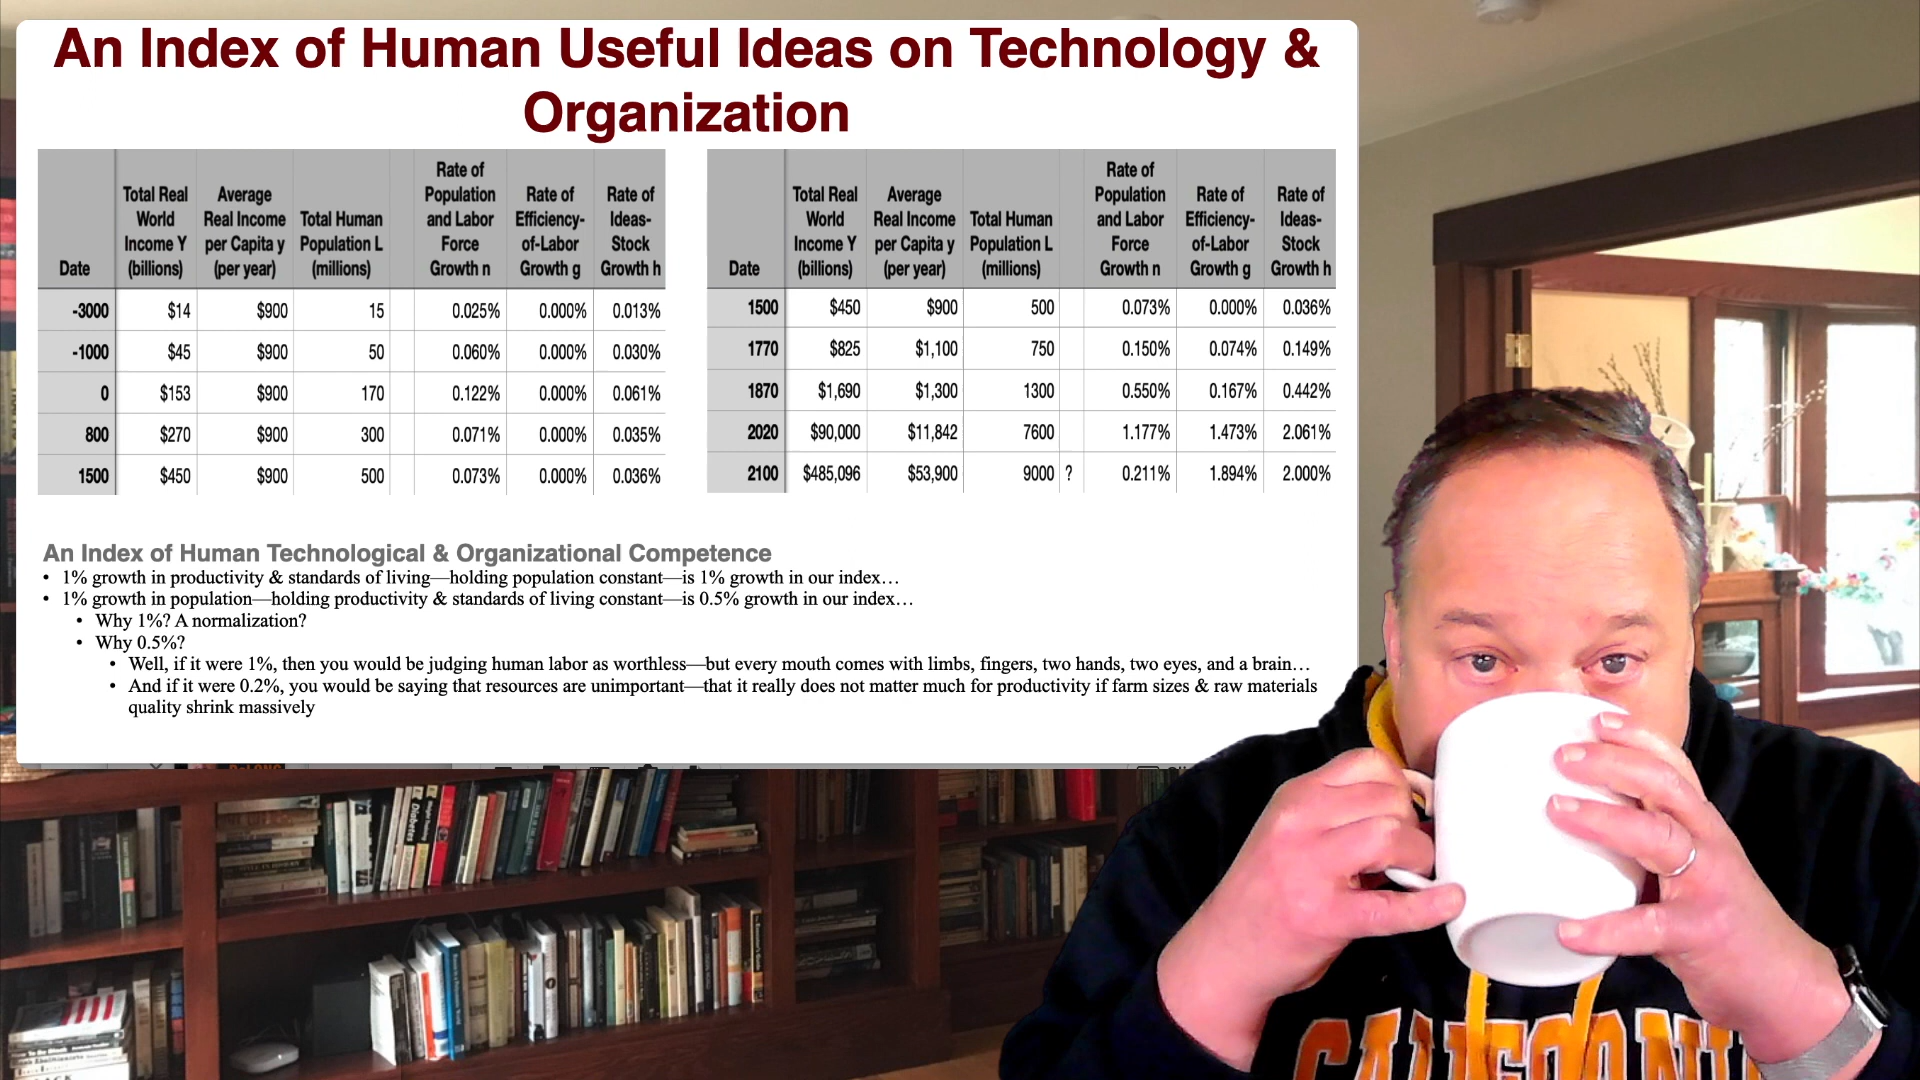 An Index of Human Useful Ideas on Technology &
Organization
Date Total Real World Income Y (billions) Average Real Income per Capita y (per year) Total Human Population L (millions) Rate of Population and Labor Force Growth n Rate of Efficiency-of-Labor Growth g Rate of Ideas-Stock Growth h
-3000 $14 $900 15 0.025% 0.000% 0.013%
-1000 $45 $900 50 0.060% 0.000% 0.030%
0 $153 $900 170 0.122% 0.000% 0.061%
800 $270 $900 300 0.071% 0.000% 0.035%
1500 $450 $900 500 0.073% 0.000% 0.036%
Date Total Real World Income Y (billions) Average Real Income per Capita y (per year) Total Human Population L (millions) Rate of Population and Labor Force Growth n Rate of Efficiency-of-Labor Growth g Rate of Ideas-Stock Growth h
1500 $450 $900 500 0.073% 0.000% 0.036%
1770 $825 $1,100 750 0.150% 0.074% 0.149%
1870 $1,690 $1,300 1300 0.550% 0.167% 0.442%
2020 $90,000 $11,842 7600 1.177% 1.473% 2.061%
2100 $485,096 $53,900 9000 ? 0.211% 1.894% 2.000%
An Index of Human Technological & Organizational Competence
• 1% growth in productivity & standards of living—holding population constant—is 1% growth in our index…
• 1% growth in population—holding productivity & standards of living constant—is 0.5% growth in our index…
• Why 1%? A normalization?
• Why 0.5%?
• Well, if it were 1%, then you would be judging human labor as worthless—but every mouth comes with limbs, fingers, two hands, two eyes, and a brain…
• And if it were 0.2%, you would be saying that resources are unimportant—that it really does not matter much for productivity if farm sizes & raw materials
quality shrink massively
Diabetes